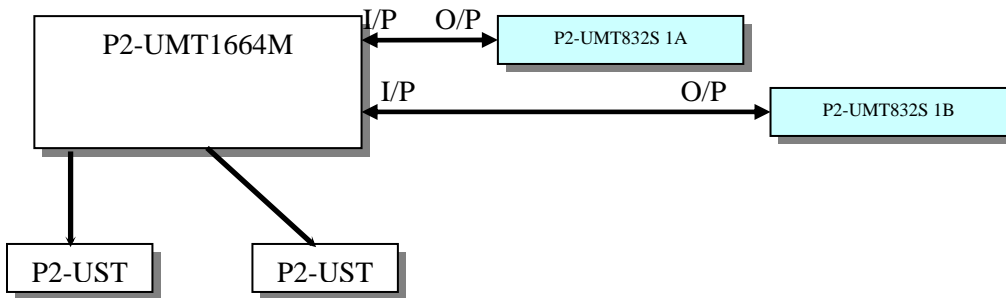 I/P O/P
P2-UMT1664M
P2-UMT832S 1A
I/P O/P
P2-UMT832S 1B
P2-UST
P2-UST